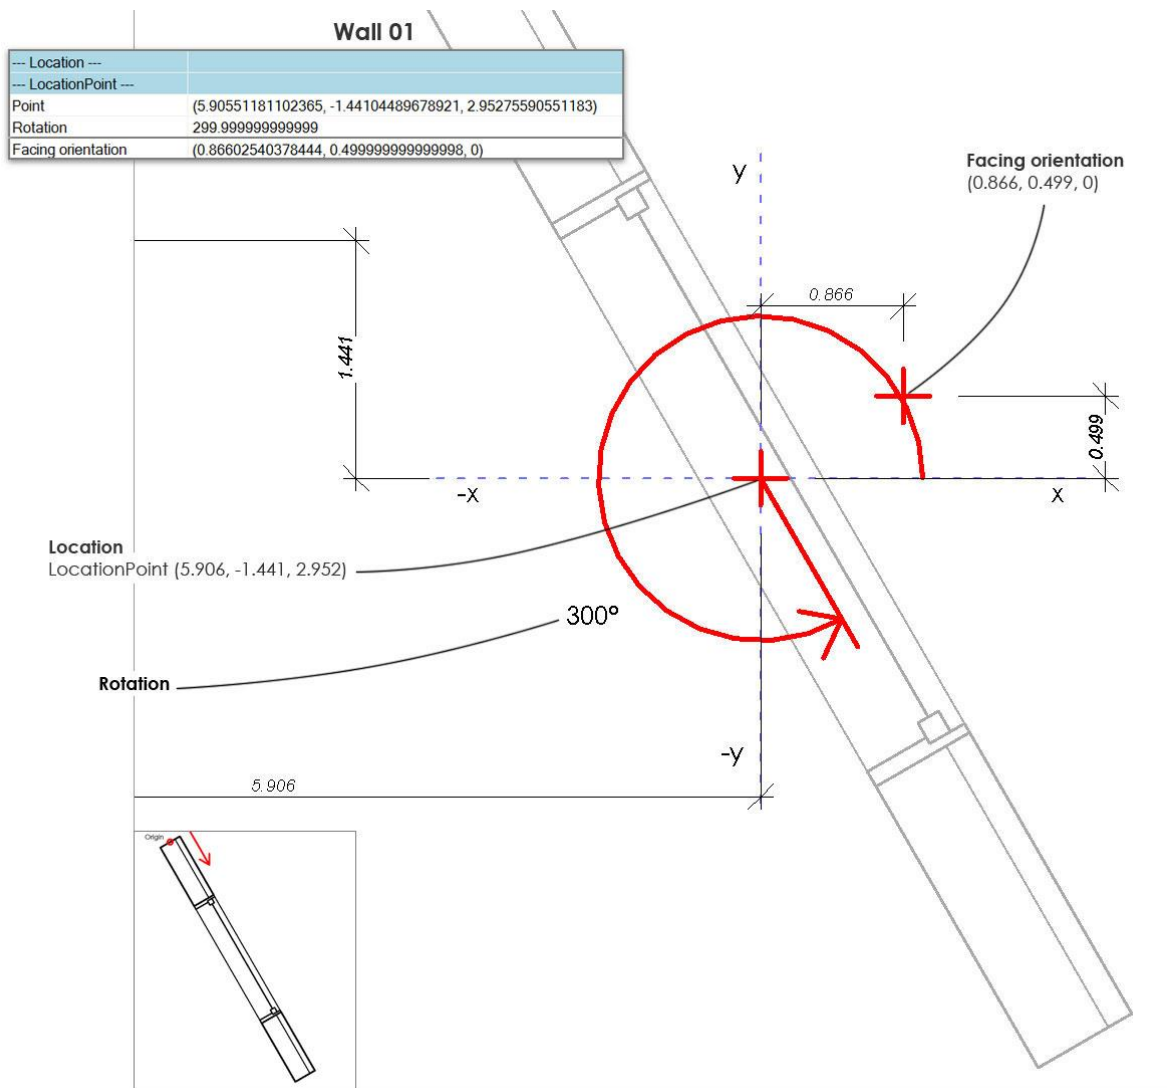 Wall 01
--- Location ---
--- LocationPoint ---
Point (5.90551181102365, -1.44104489678921, 2.95275590551183)
Rotation 299.999999999999
Facing orientation (0.86602540378444, 0.499999999999998, 0)
Facing orientation
(0.866, 0.499, 0)
y
0.866
1.441
0.499
-x
x
Location
LocationPoint (5.906, -1.441, 2.952)
300°
Rotation
-y
5.906
Origin